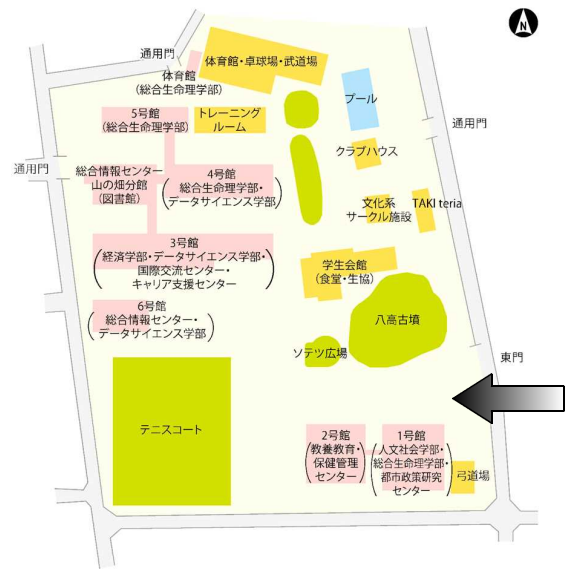 N
通用門
体育館・卓球場・武道場
体育館
(総合生命理学部)
プール
5号館
(総合生命理学部)
トレーニング
ルーム
通用門
クラブハウス
通用門
総合情報センター
山の畑分館
(図書館)
4号館
総合生命理学部・
データサイエンス学部
文化系
サークル施設
TAKI teria
3号館
経済学部・データサイエンス学部・
国際交流センター・
キャリア支援センター
学生会館
(食堂・生協)
6号館
総合情報センター・
データサイエンス学部
八高古墳
ソテツ広場
東門
テニスコート
2号館
(教養教育・
保健管理
センター)
1号館
人文社会学部・
総合生命理学部・
都市政策研究
センター
弓道場